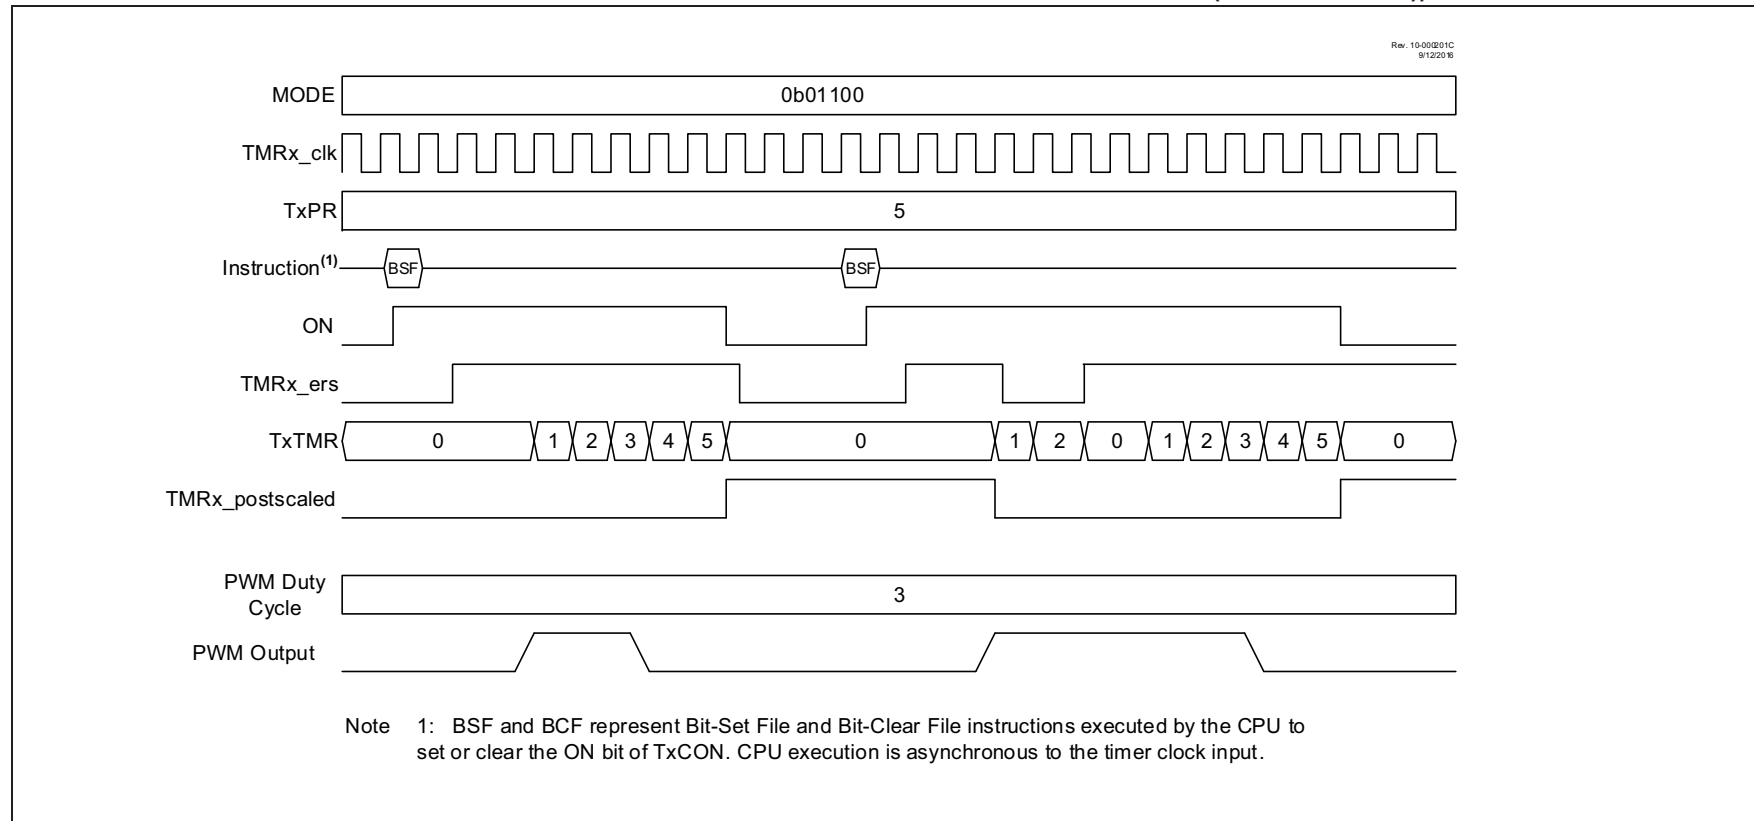 Rev. 10-000201C
9/12/2016
MODE 0b01100
TMRx_clk
TxPR 5
Instruction(1) BSF BSF
ON
TMRx_ers
TxTMR 0 1 2 3 4 5 0 1 2 0 1 2 3 4 5 0
TMRx_postscaled
PWM Duty
Cycle 3
PWM Output
Note 1: BSF and BCF represent Bit-Set File and Bit-Clear File instructions executed by the CPU to
set or clear the ON bit of TxCON. CPU execution is asynchronous to the timer clock input.